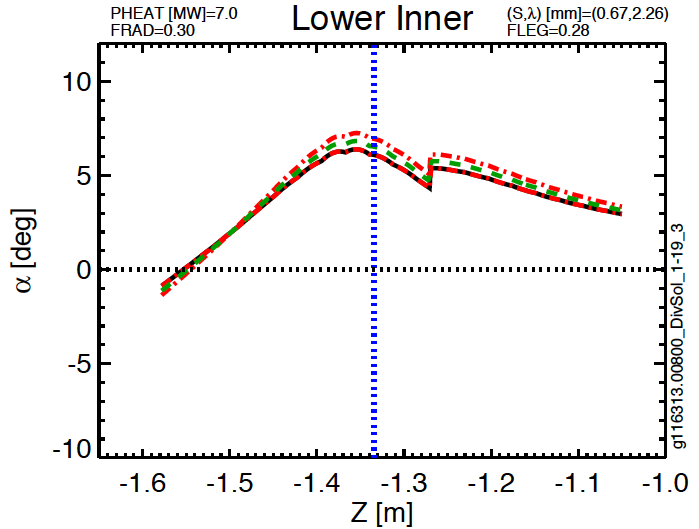 PHEAT [MW]=7.0
FRAD=0.30
Lower Inner
(S,λ) [mm]=(0.67,2.26)
FLEG=0.28
10
5
0
-5
-10
α [deg]
-1.6 -1.5 -1.4 -1.3 -1.2 -1.1 -1.0
Z [m]
g116313.00800_DivSol_1-19_3